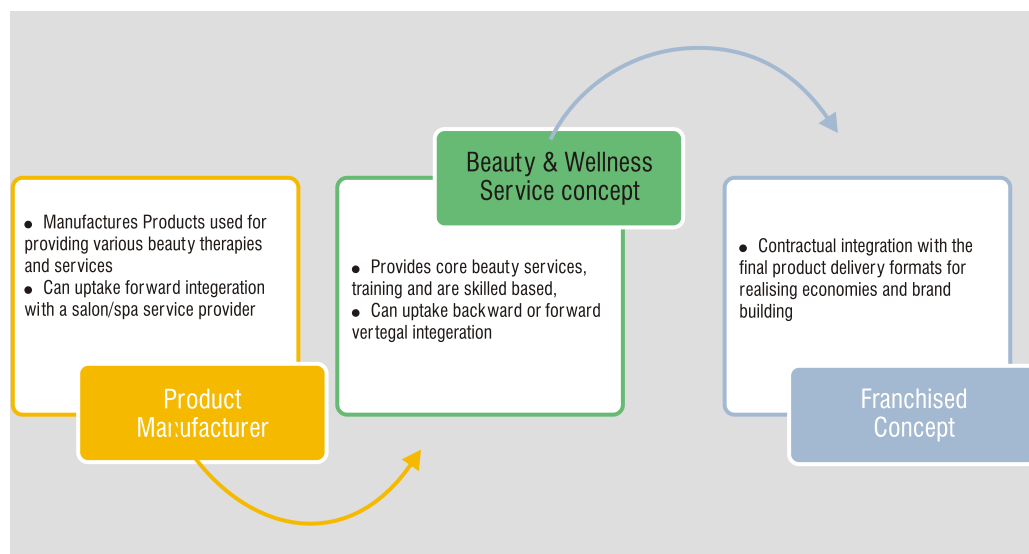 ● Manufactures Products used for
providing various beauty therapies
and services
● Can uptake forward integeration
with a salon/spa service provider
Product
Manufacturer
Beauty & Wellness
Service concept
● Provides core beauty services,
training and are skilled based,
● Can uptake backward or forward
vertegal integeration
● Contractual integration with the
final product delivery formats for
realising economies and brand
building
Franchised
Concept